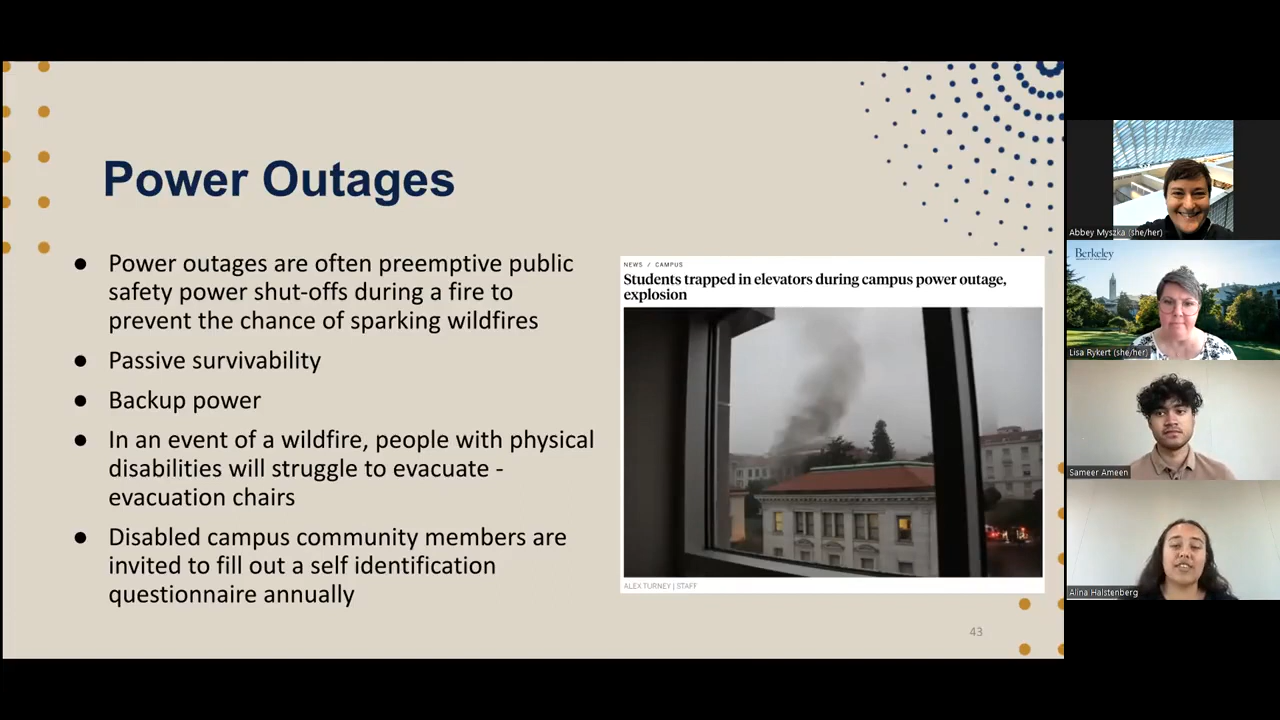 Power Outages
● Power outages are often preemptive public
safety power shut-offs during a fire to
prevent the chance of sparking wildfires
● Passive survivability
● Backup power
● In an event of a wildfire, people with physical
disabilities will struggle to evacuate -
evacuation chairs
● Disabled campus community members are
invited to fill out a self identification
questionnaire annually
NEWS / CAMPUS
Students trapped in elevators during campus power outage,
explosion
ALEX TURNEY | STAFF
43
Abbey Myszka (she/her)
Berkeley
Lisa Rykert (she/her)
Sameer Ameen
Alina Halstenberg